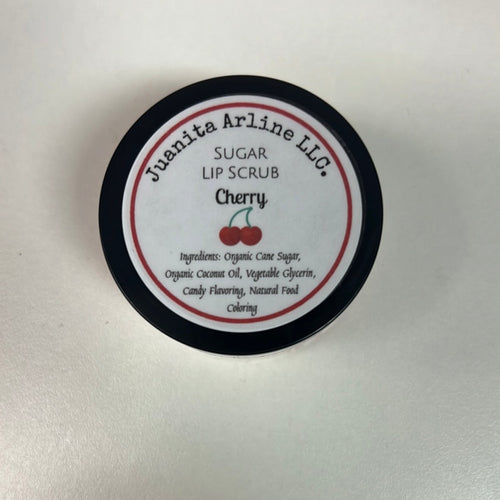 Juanita Arline LLC.
SUGAR
LIP SCRUB
Cherry
Ingredients: Organic Cane Sugar,
Organic Coconut Oil, Vegetable Glycerin,
Candy Flavoring, Natural Food
Coloring